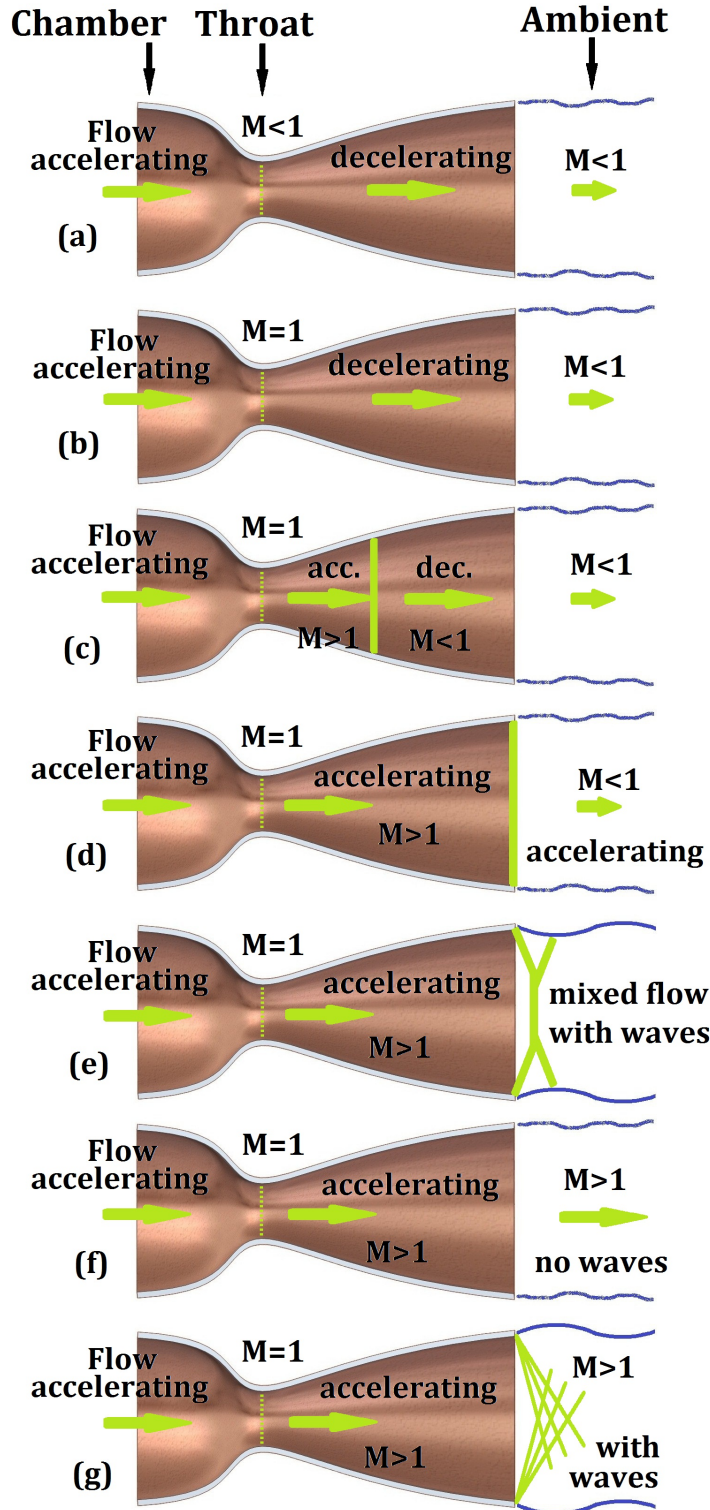 Chamber Throat Ambient
M<1
Flow
accelerating
decelerating
M<1
(a)
M=1
Flow
accelerating
decelerating
M<1
(b)
M=1
Flow
accelerating
acc.
dec.
M<1
M>1
M<1
(c)
M=1
Flow
accelerating
accelerating
M<1
M>1
accelerating
(d)
M=1
Flow
accelerating
accelerating
mixed flow
with waves
M>1
(e)
M=1
Flow
accelerating
accelerating
M>1
M>1
no waves
(f)
M=1
Flow
accelerating
accelerating
M>1
M>1
with
waves
(g)